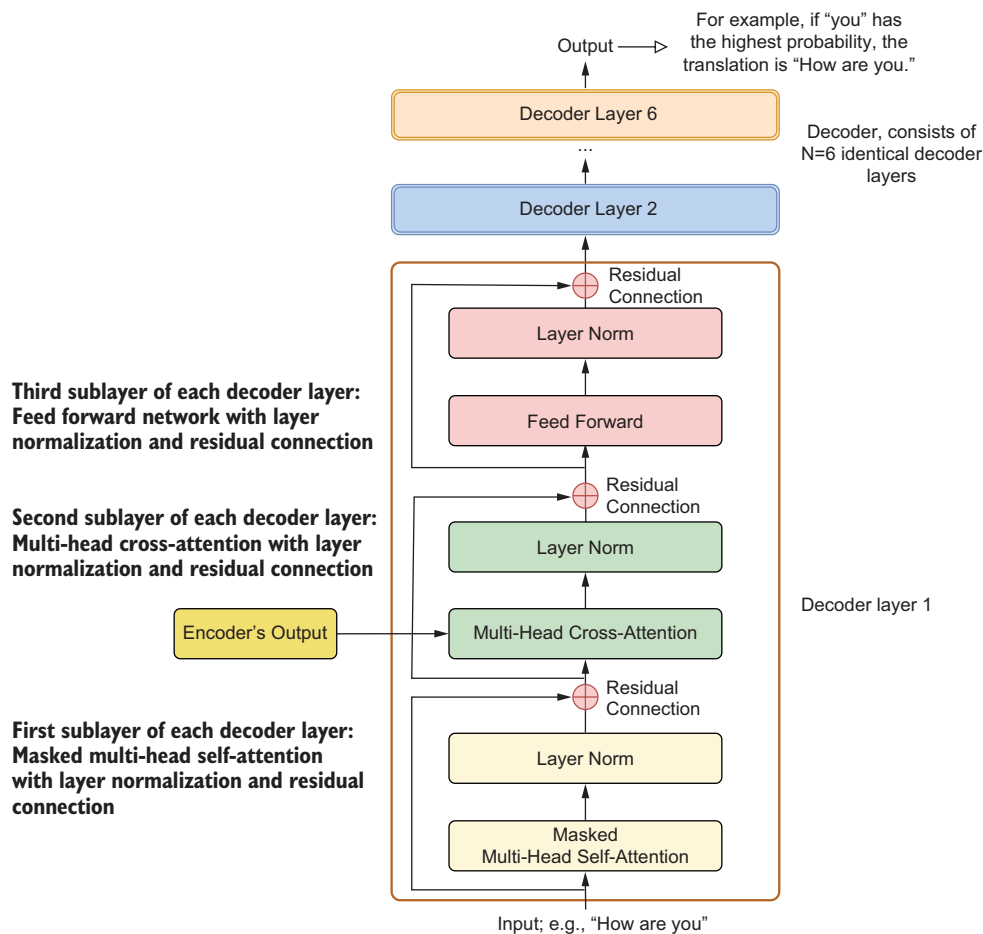 For example, if “you” has
the highest probability, the
translation is “How are you.”
Output
Decoder Layer 6
Decoder, consists of
N=6 identical decoder
layers
...
Decoder Layer 2
Residual
Connection
Layer Norm
Third sublayer of each decoder layer:
Feed forward network with layer
normalization and residual connection
Feed Forward
Residual
Connection
Second sublayer of each decoder layer:
Multi-head cross-attention with layer
normalization and residual connection
Layer Norm
Decoder layer 1
Encoder’s Output
Multi-Head Cross-Attention
Residual
Connection
First sublayer of each decoder layer:
Masked multi-head self-attention
with layer normalization and residual
connection
Layer Norm
Masked
Multi-Head Self-Attention
Input; e.g., “How are you”